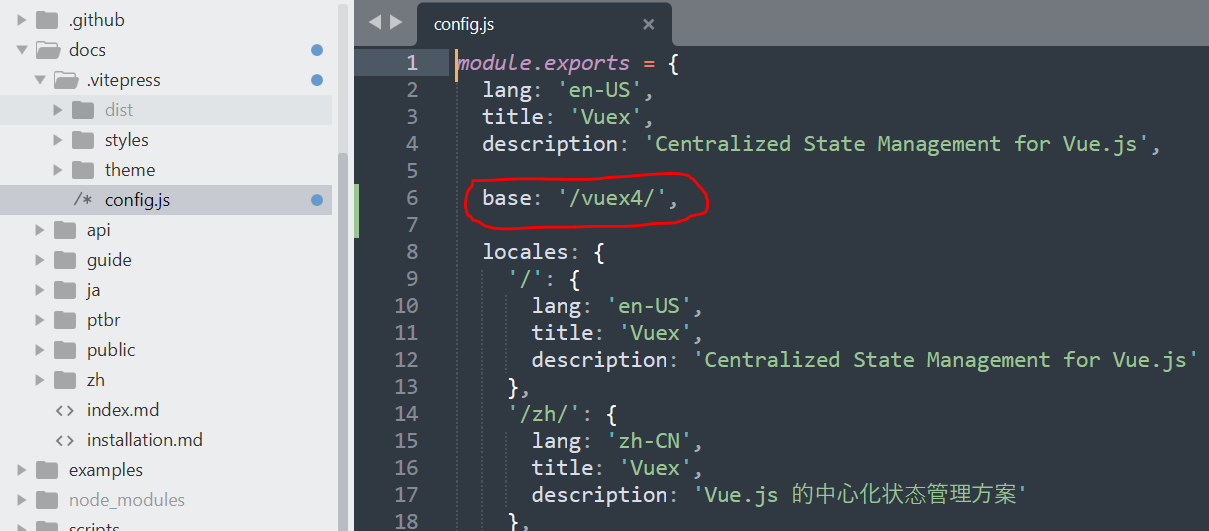 .github
docs
.vitepress
dist
styles
theme
/* config.js
api
guide
ja
ptbr
public
zh
<> index.md
<> installation.md
examples
node_modules
scripts
config.js ×
1 module.exports = {
2 lang: 'en-US',
3 title: 'Vuex',
4 description: 'Centralized State Management for Vue.js',
5
6 base: '/vuex4/',
7
8 locales: {
9 '/': {
10 lang: 'en-US',
11 title: 'Vuex',
12 description: 'Centralized State Management for Vue.js'
13 },
14 '/zh/': {
15 lang: 'zh-CN',
16 title: 'Vuex',
17 description: 'Vue.js 的中心化状态管理方案'
18 },